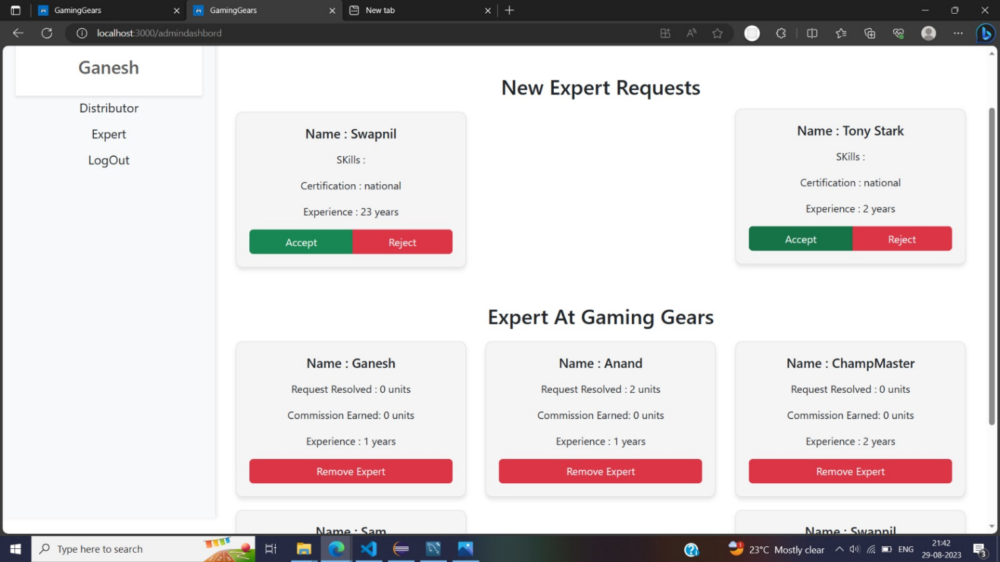 GamingGears
GamingGears
New tab
localhost:3000/admindashbord
Ganesh
Distributor
Expert
LogOut
New Expert Requests
Name : Swapnil
SKills :
Certification : national
Experience : 23 years
Accept
Reject
Name : Tony Stark
SKills :
Certification : national
Experience : 2 years
Accept
Reject
Expert At Gaming Gears
Name : Ganesh
Request Resolved : 0 units
Commission Earned: 0 units
Experience : 1 years
Remove Expert
Name : Anand
Request Resolved : 2 units
Commission Earned: 0 units
Experience : 1 years
Remove Expert
Name : ChampMaster
Request Resolved : 0 units
Commission Earned: 0 units
Experience : 2 years
Remove Expert
Name : Sam
Name : Swapnil
Type here to search
1
23°C Mostly clear
ENG
21:42
29-08-2023
3